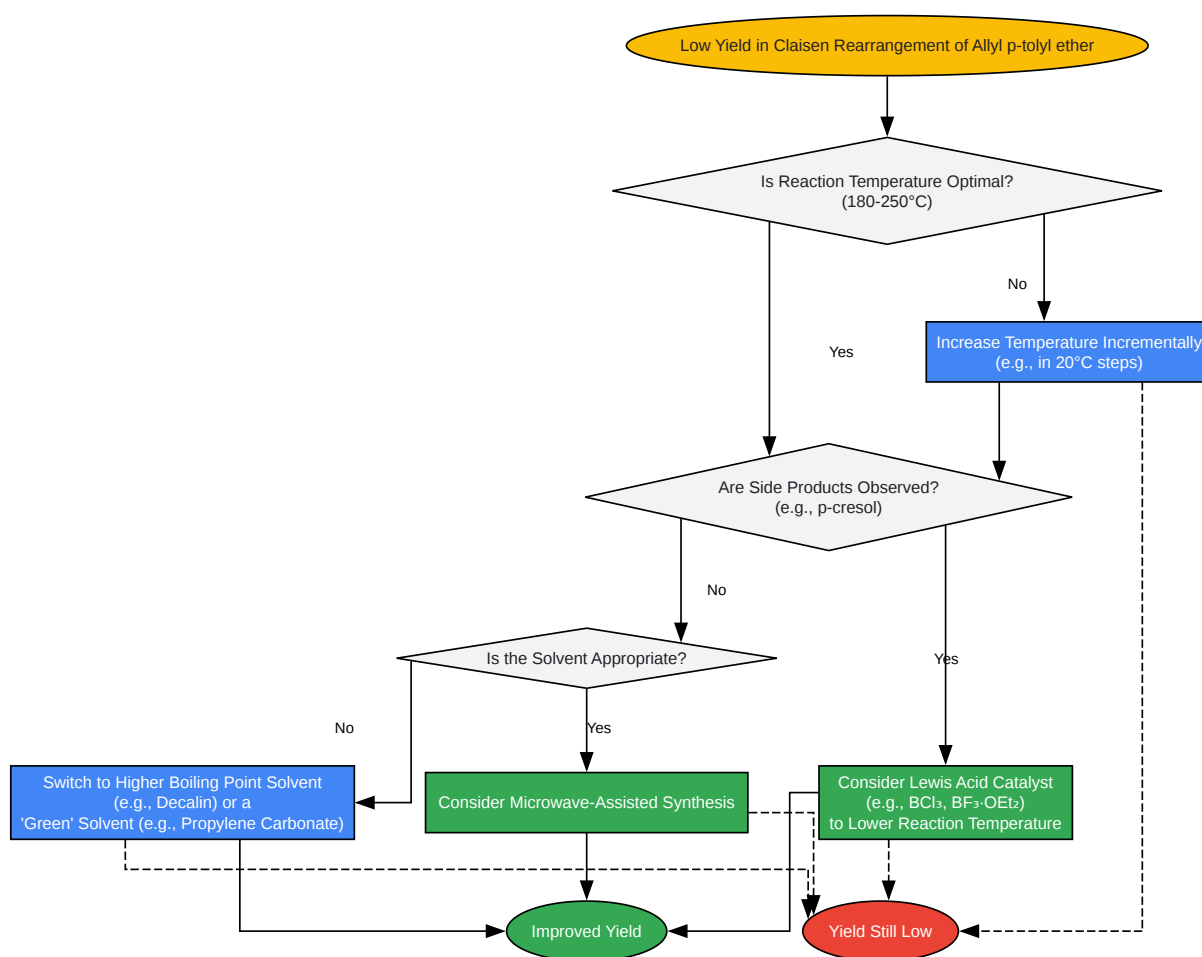 Low Yield in Claisen Rearrangement of Allyl p-tolyl ether
Is Reaction Temperature Optimal?
(180-250°C)
No
Increase Temperature Incrementally
(e.g., in 20°C steps)
Yes
Are Side Products Observed?
(e.g., p-cresol)
No
Is the Solvent Appropriate?
Yes
No
Yes
Switch to Higher Boiling Point Solvent
(e.g., Decalin) or a
'Green' Solvent (e.g., Propylene Carbonate)
Consider Microwave-Assisted Synthesis
Consider Lewis Acid Catalyst
(e.g., BCl₃, BF₃·OEt₂)
to Lower Reaction Temperature
Improved Yield
Yield Still Low